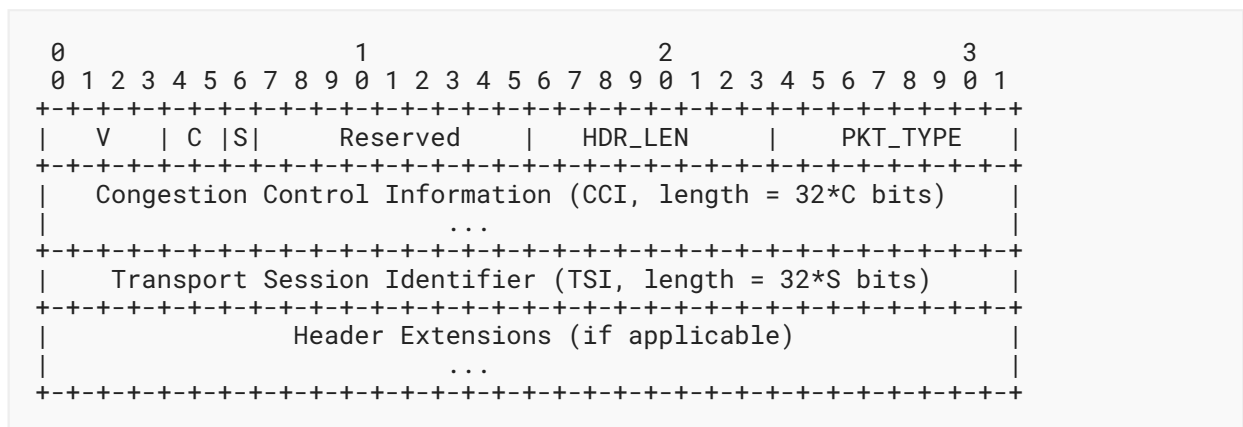 0                   1                   2                   3
 0 1 2 3 4 5 6 7 8 9 0 1 2 3 4 5 6 7 8 9 0 1 2 3 4 5 6 7 8 9 0 1
+-+-+-+-+-+-+-+-+-+-+-+-+-+-+-+-+-+-+-+-+-+-+-+-+-+-+-+-+-+-+-+-+
|   V   | C |S|     Reserved    |   HDR_LEN     |    PKT_TYPE   |
+-+-+-+-+-+-+-+-+-+-+-+-+-+-+-+-+-+-+-+-+-+-+-+-+-+-+-+-+-+-+-+-+
|   Congestion Control Information (CCI, length = 32*C bits)    |
|                          ...                                  |
+-+-+-+-+-+-+-+-+-+-+-+-+-+-+-+-+-+-+-+-+-+-+-+-+-+-+-+-+-+-+-+-+
|    Transport Session Identifier (TSI, length = 32*S bits)     |
+-+-+-+-+-+-+-+-+-+-+-+-+-+-+-+-+-+-+-+-+-+-+-+-+-+-+-+-+-+-+-+-+
|                Header Extensions (if applicable)              |
|                          ...                                  |
+-+-+-+-+-+-+-+-+-+-+-+-+-+-+-+-+-+-+-+-+-+-+-+-+-+-+-+-+-+-+-+-+